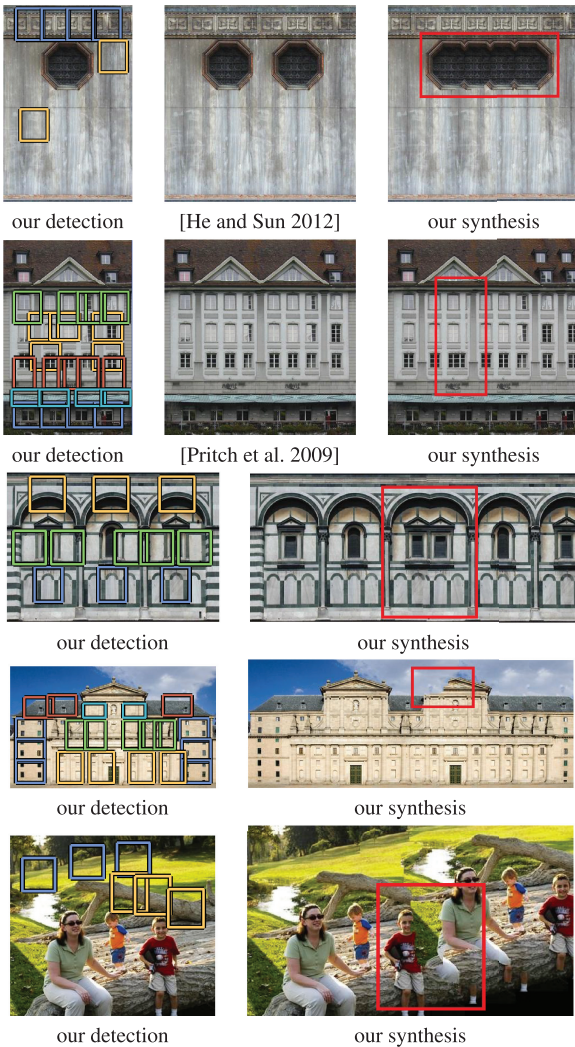 our detection [He and Sun 2012] our synthesis
our detection [Pritch et al. 2009] our synthesis
our detection our synthesis
our detection our synthesis
our detection our synthesis